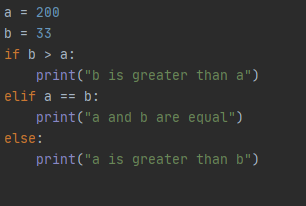 a = 200
b = 33
if b > a:
    print("b is greater than a")
elif a == b:
    print("a and b are equal")
else:
    print("a is greater than b")